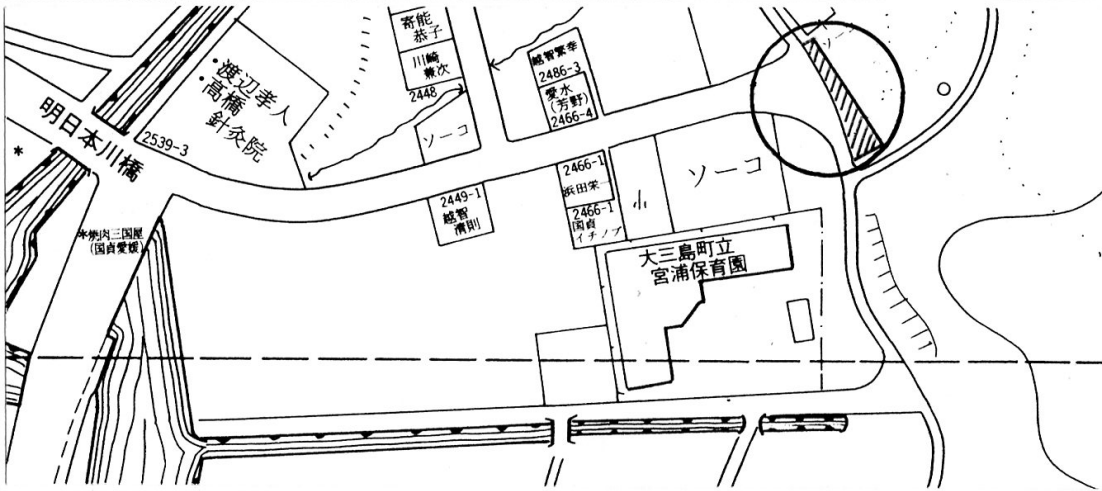 寄能
恭子
川崎
兼次
2448
ソーコ
越智繁幸
2486-3
愛水
(芳野)
2466-4
渡辺孝人
高橋
針灸院
2539-3
明日本川橋
*
*焼肉三国屋
(国貞愛媛)
2449-1
越智
清則
2466-1
浜田栄一
2466-1
国貞
イチノブ
ソーコ
大三島町立
宮浦保育園